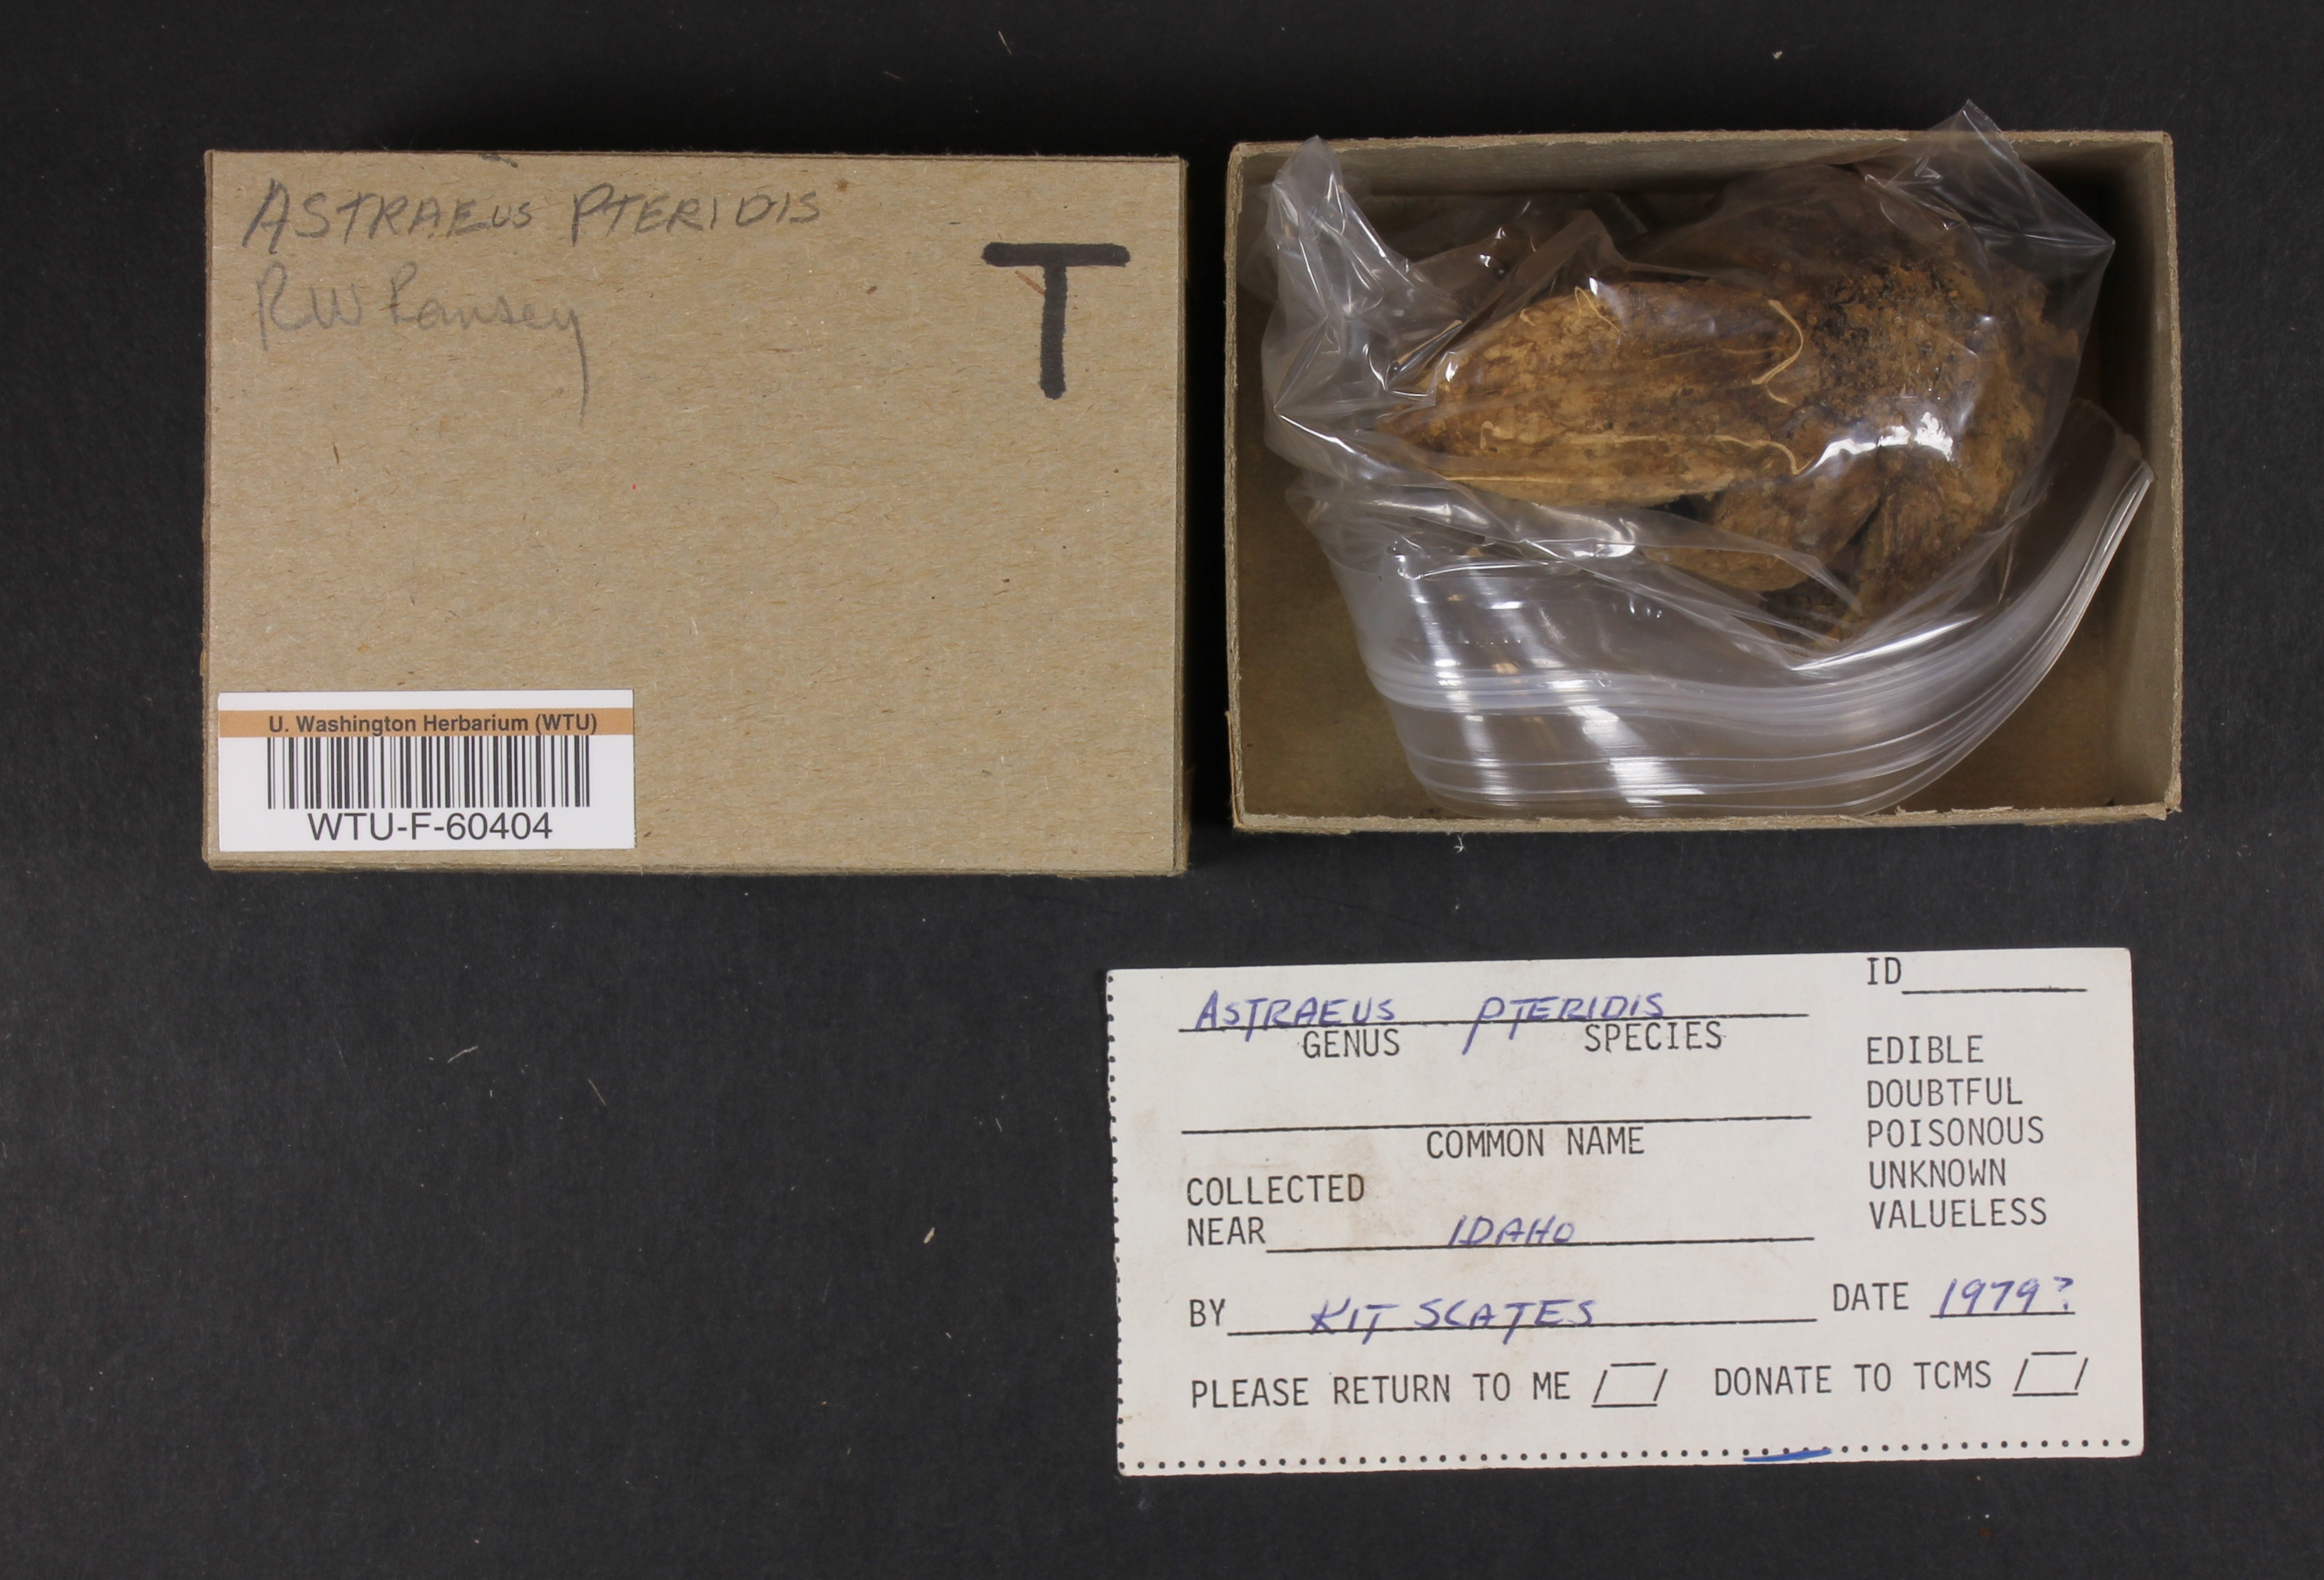 ASTRAEUS PTERIDIS
RW Ramsey
T
U. Washington Herbarium (WTU)
WTU-F-60404
ID
ASTRAEUS PTERIDIS
GENUS SPECIES
COMMON NAME
EDIBLE
DOUBTFUL
POISONOUS
UNKNOWN
VALUELESS
COLLECTED
NEAR IDAHO
BY KIT SCATES DATE 1979?
PLEASE RETURN TO ME DONATE TO TCMS